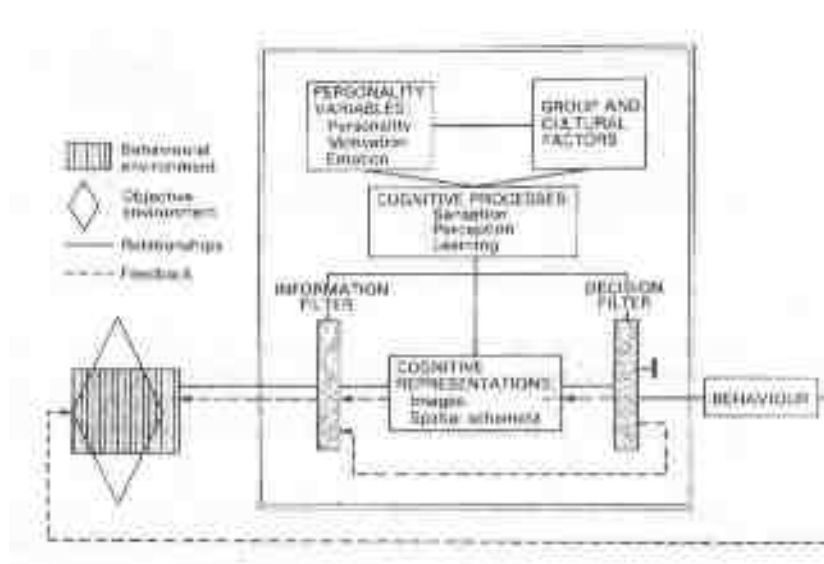 PERSONALITY
VARIABLES
Personality
Motivation
Emotion
GROUP AND
CULTURAL
FACTORS
Behavioural
environment
Objective
environment
Relationships
Feedback
COGNITIVE PROCESSES
Sensation
Perception
Learning
INFORMATION
FILTER
DECISION
FILTER
COGNITIVE
REPRESENTATIONS
Images
Spatial schemata
BEHAVIOUR